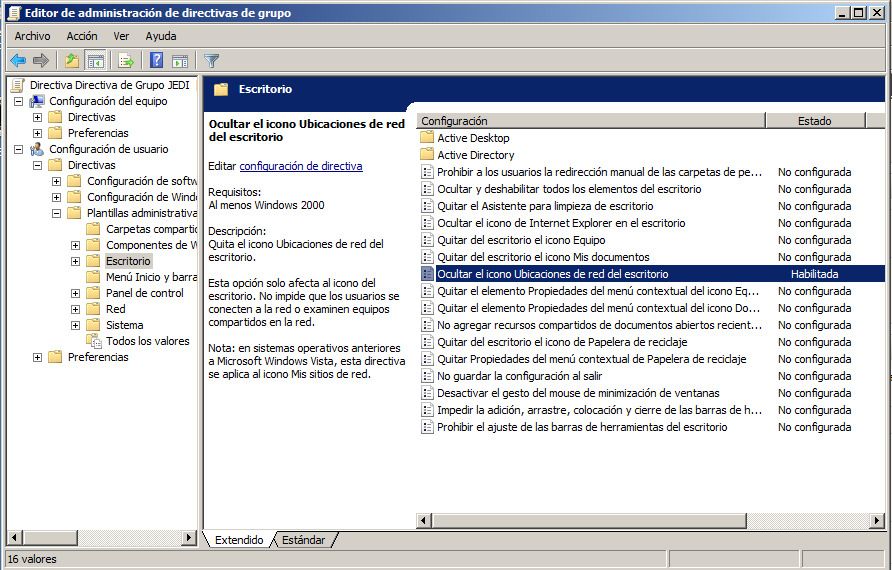 Editor de administración de directivas de grupo
Archivo Acción Ver Ayuda
Directiva Directiva de Grupo JEDI
Configuración del equipo
Directivas
Preferencias
Configuración de usuario
Directivas
Configuración de softw
Configuración de Wind
Plantillas administrativa
Carpetas compartic
Componentes de W
Escritorio
Menú Inicio y barra
Panel de control
Red
Sistema
Todos los valores
Preferencias
Escritorio
Ocultar el icono Ubicaciones de red
del escritorio
Editar configuración de directiva
Requisitos:
Al menos Windows 2000
Descripción:
Quita el icono Ubicaciones de red del
escritorio.
Esta opción solo afecta al icono del
escritorio. No impide que los usuarios se
conecten a la red o examinen equipos
compartidos en la red.
Nota: en sistemas operativos anteriores
a Microsoft Windows Vista, esta directiva
se aplica al icono Mis sitios de red.
Configuración Estado
Active Desktop
Active Directory
Prohibir a los usuarios la redirección manual de las carpetas de pe... No configurada
Ocultar y deshabilitar todos los elementos del escritorio No configurada
Quitar el Asistente para limpieza de escritorio No configurada
Ocultar el icono de Internet Explorer en el escritorio No configurada
Quitar del escritorio el icono Equipo No configurada
Quitar del escritorio el icono Mis documentos No configurada
Ocultar el icono Ubicaciones de red del escritorio Habilitada
Quitar el elemento Propiedades del menú contextual del icono Eq... No configurada
Quitar el elemento Propiedades del menú contextual del icono Do... No configurada
No agregar recursos compartidos de documentos abiertos recient... No configurada
Quitar del escritorio el icono de Papelera de reciclaje No configurada
Quitar Propiedades del menú contextual de Papelera de reciclaje No configurada
No guardar la configuración al salir No configurada
Desactivar el gesto del mouse de minimización de ventanas No configurada
Impedir la adición, arrastre, colocación y cierre de las barras de h... No configurada
Prohibir el ajuste de las barras de herramientas del escritorio No configurada
Extendido Estándar
16 valores